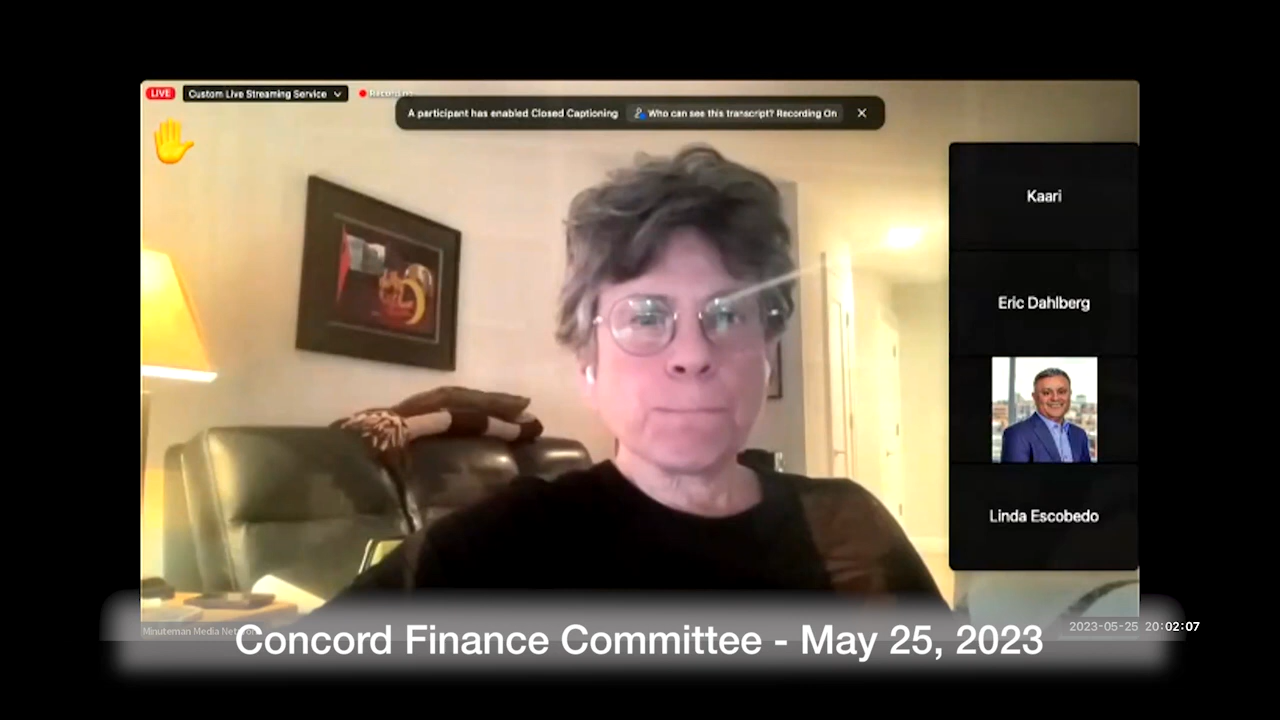 LIVE
Custom Live Streaming Service
Recording
A participant has enabled Closed Captioning
Who can see this transcript? Recording On
Kaari
Eric Dahlberg
Linda Escobedo
Minuteman Media Network
2023-05-25 20:02:07
Concord Finance Committee - May 25, 2023